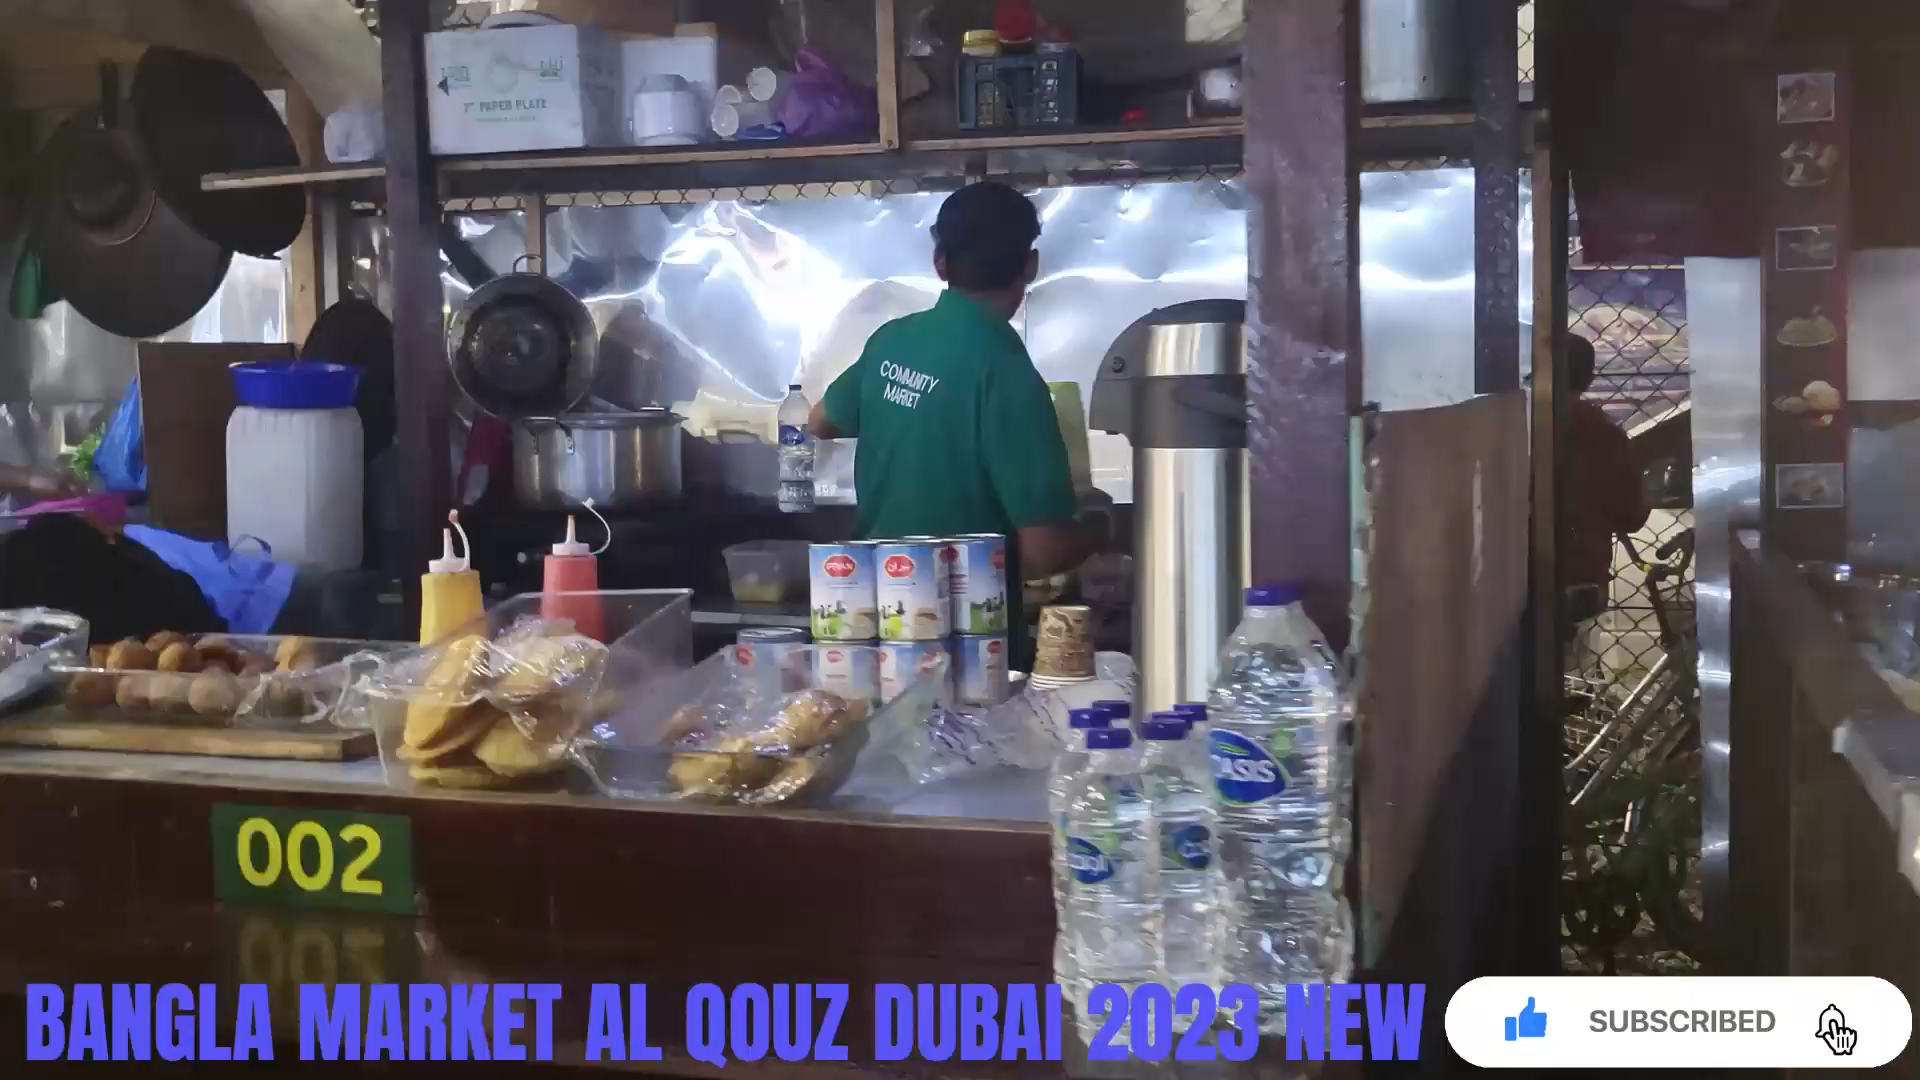 7" PAPER PLATE
COMMUNITY
MARKET
PRAN
OASIS
002
BANGLA MARKET AL QOUZ DUBAI 2023 NEW
SUBSCRIBED